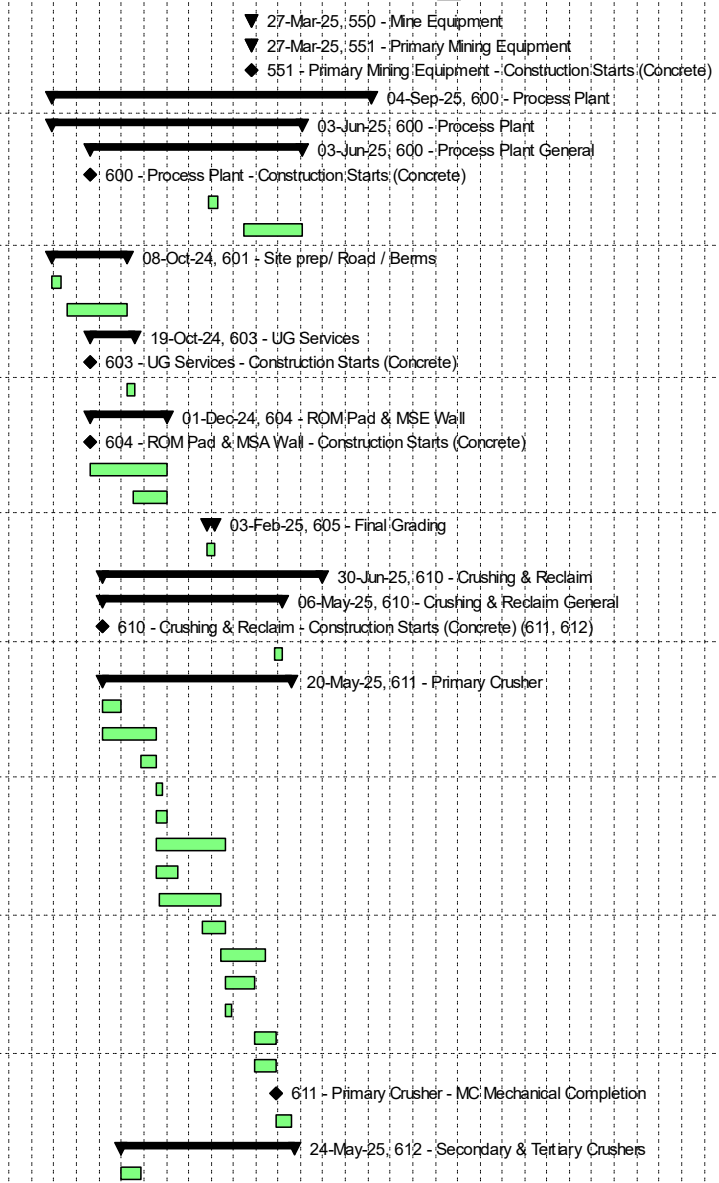 27-Mar-25, 550 - Mine Equipment
27-Mar-25, 551 - Primary Mining Equipment
551 - Primary Mining Equipment - Construction Starts (Concrete)
04-Sep-25, 600 - Process Plant
03-Jun-25, 600 - Process Plant
03-Jun-25, 600 - Process Plant General
600 - Process Plant - Construction Starts (Concrete)
08-Oct-24, 601 - Site prep/ Road / Berms
19-Oct-24, 603 - UG Services
603 - UG Services - Construction Starts (Concrete)
01-Dec-24, 604 - ROM Pad & MSE Wall
604 - ROM Pad & MSA Wall - Construction Starts (Concrete)
03-Feb-25, 605 - Final Grading
30-Jun-25, 610 - Crushing & Reclaim
06-May-25, 610 - Crushing & Reclaim General
610 - Crushing & Reclaim - Construction Starts (Concrete) (611, 612)
20-May-25, 611 - Primary Crusher
611 - Primary Crusher - MC Mechanical Completion
24-May-25, 612 - Secondary & Tertiary Crushers